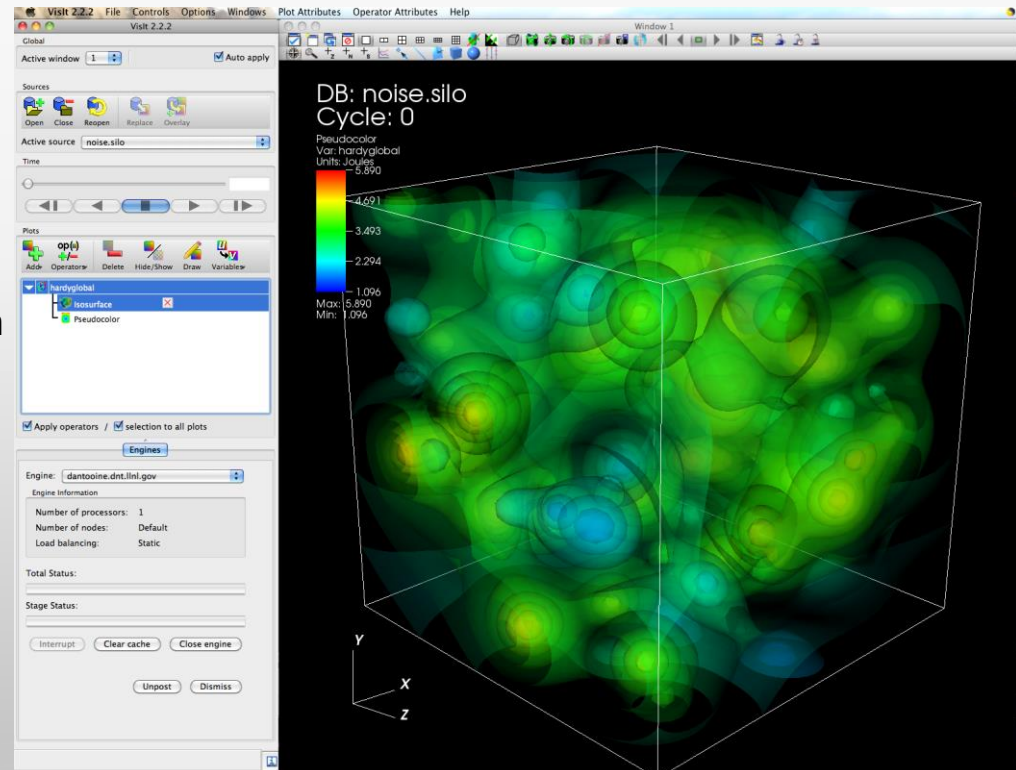 VisIt 2.2.2 File Controls Options Windows Plot Attributes Operator Attributes Help
VisIt 2.2.2
Global
Active window 1
Auto apply
Sources
Open Close Reopen Replace Overlay
Active source noise.silo
Time
Plots
op(+)
Add Operators Delete Hide/Show Draw Variables
hardyglobal
Isosurface
Pseudocolor
Apply operators / selection to all plots
Engines
Engine: dantooine.dnt.llnl.gov
Engine Information
Number of processors: 1
Number of nodes: Default
Load balancing: Static
Total Status:
Stage Status:
Interrupt Clear cache Close engine
Unpost Dismiss
Window 1
DB: noise.silo
Cycle: 0
Pseudocolor
Var: hardyglobal
Units: Joules
5.890
4.691
3.493
2.294
1.096
Max: 5.890
Min: 1.096
Y
X
Z